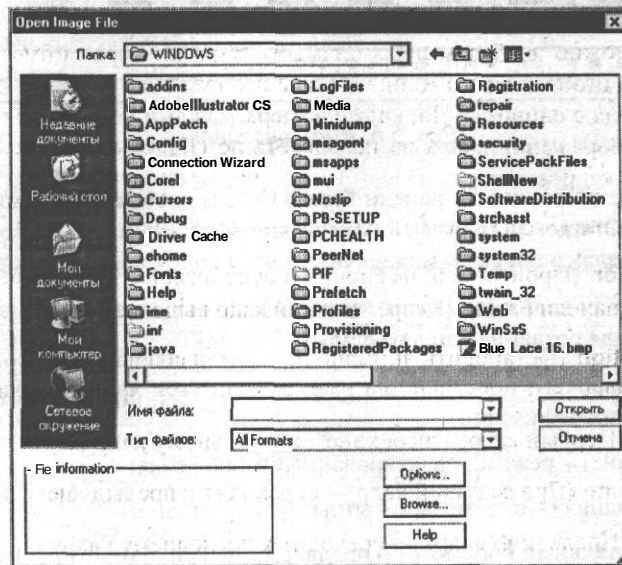 Open Image File
Папка: WINDOWS
Недавние документы
Рабочий стол
Мои документы
Мой компьютер
Сетевое окружение
addins
AdobeIllustrator CS
AppPatch
Config
Connection Wizard
Corel
Cursors
Debug
Driver Cache
ehome
Fonts
Help
ime
inf
java
LogFiles
Media
Minidump
msagent
msapps
mui
Noslip
PB-SETUP
PCHEALTH
PeerNet
PIF
Prefetch
Profiles
Provisioning
RegisteredPackages
Registration
repair
Resources
security
ServicePackFiles
ShellNew
SoftwareDistribution
srchasst
system
system32
Temp
twain_32
Web
WinSxS
Blue Lace 16.bmp
Имя файла:
Открыть
Тип файлов: All Formats
Отмена
Fie information
Options...
Browse...
Help